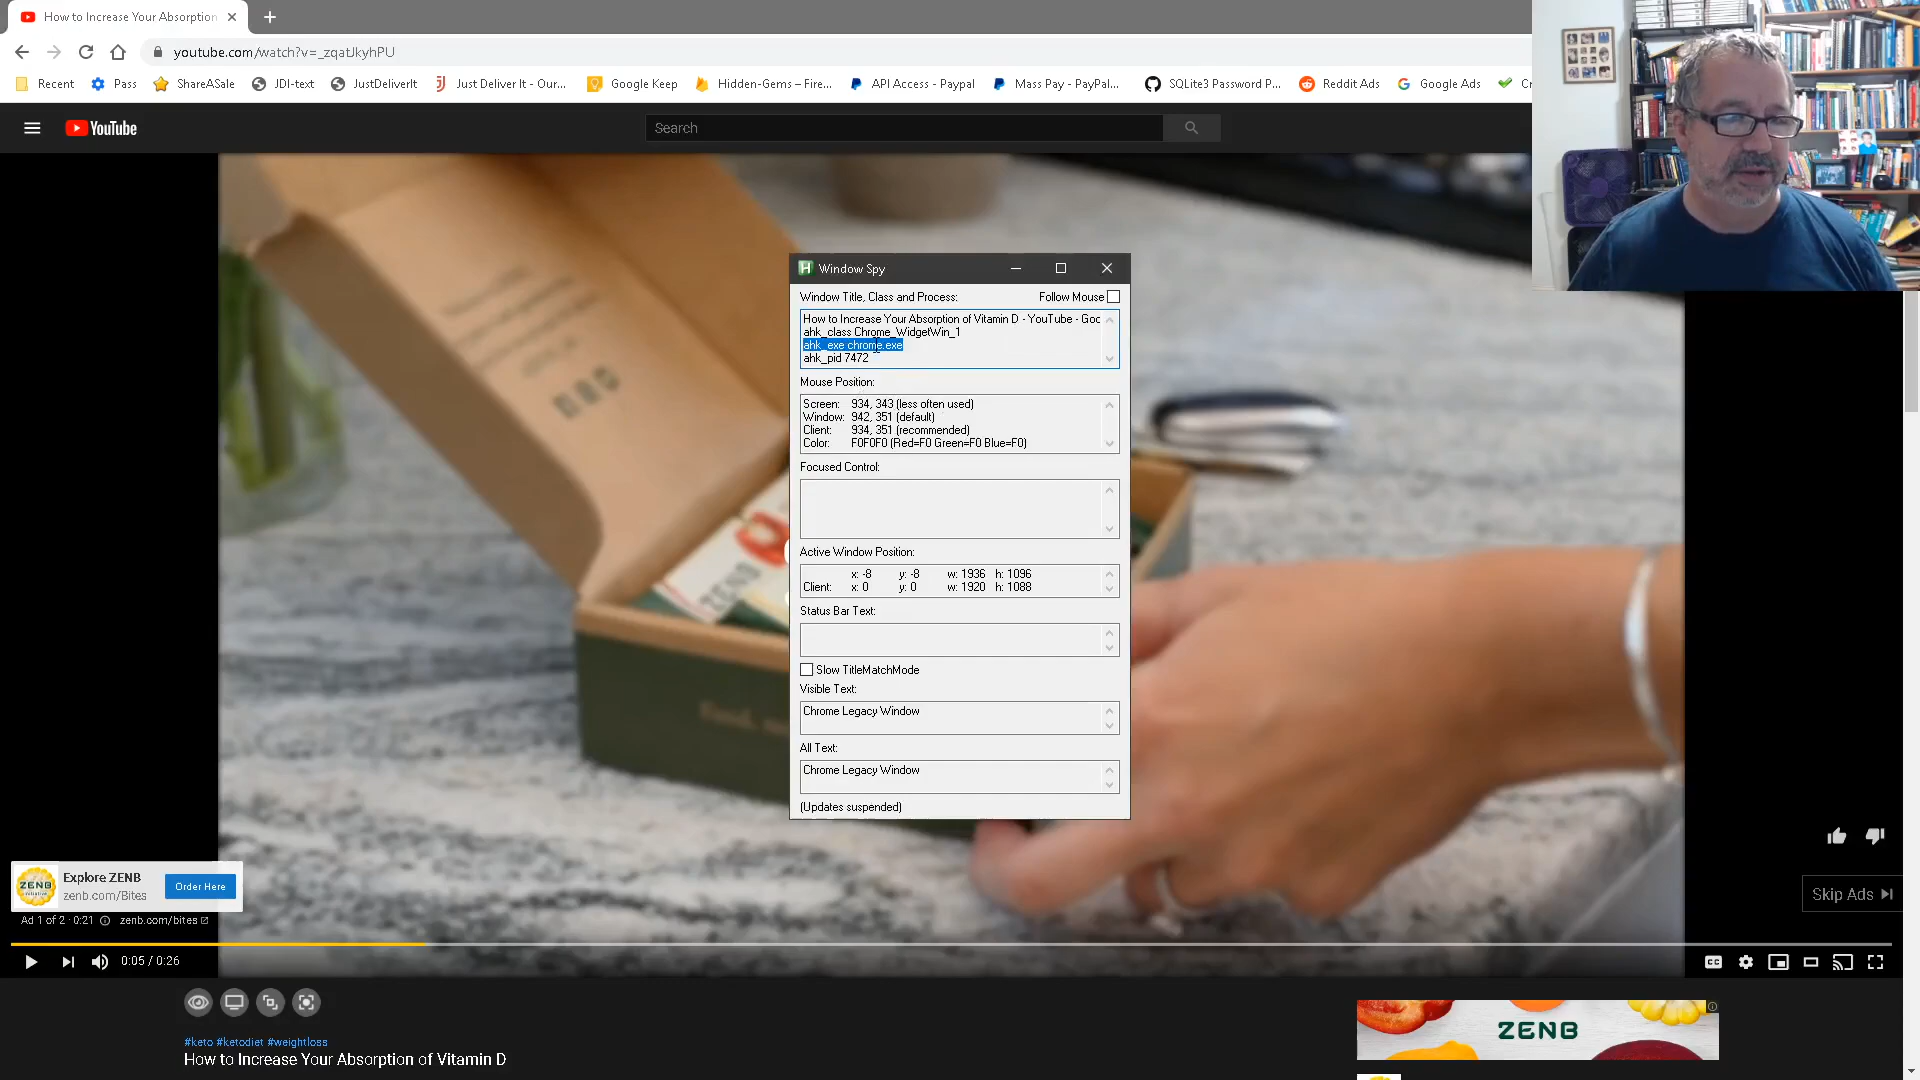 How to Increase Your Absorption
youtube.com/watch?v=_zqatJkyhPU
Recent Pass ShareASale JDI-text JustDeliverIt Just Deliver It - Our... Google Keep Hidden-Gems – Fire... API Access - Paypal Mass Pay - PayPal... SQLite3 Password P... Reddit Ads Google Ads Cr
YouTube
Search
Window Spy
Window Title, Class and Process: Follow Mouse
How to Increase Your Absorption of Vitamin D - YouTube - Goo
ahk_class Chrome_WidgetWin_1
ahk_exe chrome.exe
ahk_pid 7472
Mouse Position:
Screen: 934, 343 (less often used)
Window: 942, 351 (default)
Client: 934, 351 (recommended)
Color: F0F0F0 (Red=F0 Green=F0 Blue=F0)
Focused Control:
Active Window Position:
x: -8 y: -8 w: 1936 h: 1096
Client: x: 0 y: 0 w: 1920 h: 1088
Status Bar Text:
Slow TitleMatchMode
Visible Text:
Chrome Legacy Window
All Text:
Chrome Legacy Window
(Updates suspended)
ZENB
Explore ZENB
zenb.com/Bites
Order Here
ZENB
Ad 1 of 2 · 0:21 zenb.com/bites
Skip Ads
0:05 / 0:26
CC
#keto #ketodiet #weightloss
How to Increase Your Absorption of Vitamin D
ZENB